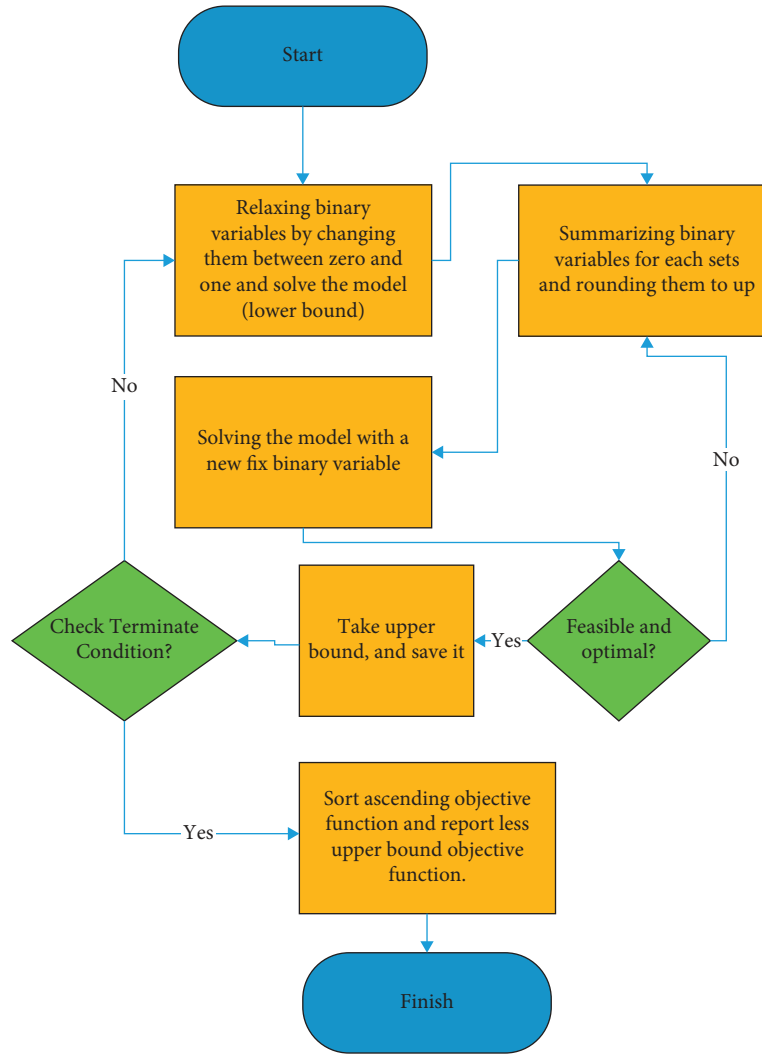 Start
Relaxing binary
variables by changing
them between zero and
one and solve the model
(lower bound)
Summarizing binary
variables for each sets
and rounding them to up
No
Solving the model with a
new fix binary variable
No
Check Terminate
Condition?
Take upper
bound, and save it
Yes
Feasible and
optimal?
Yes
Sort ascending objective
function and report less
upper bound objective
function.
Finish